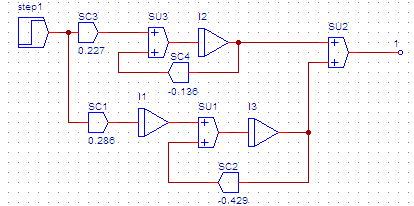 step1
SC3
0.227
SU3
+
+
I2
SC4
-0.136
SU2
+
+
1
SC1
0.286
I1
SU1
+
+
I3
SC2
-0.429